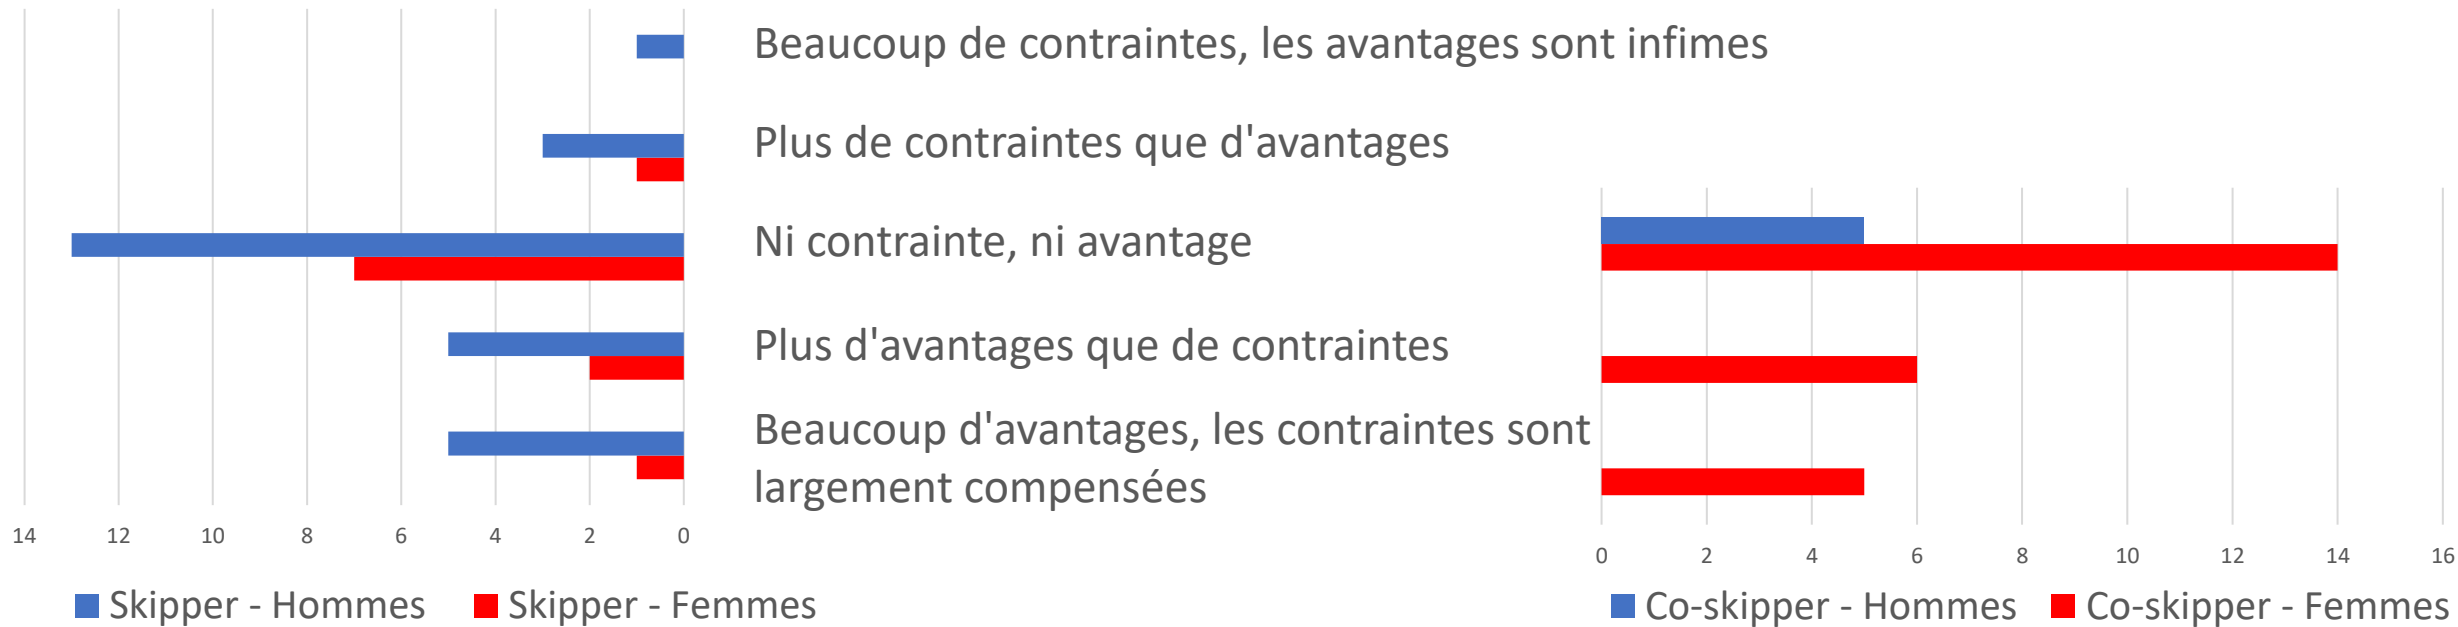 Beaucoup de contraintes, les avantages sont infimes
Plus de contraintes que d'avantages
Ni contrainte, ni avantage
Plus d'avantages que de contraintes
Beaucoup d'avantages, les contraintes sont
largement compensées
14 12 10 8 6 4 2 0
0 2 4 6 8 10 12 14 16
Skipper - Hommes Skipper - Femmes
Co-skipper - Hommes Co-skipper - Femmes